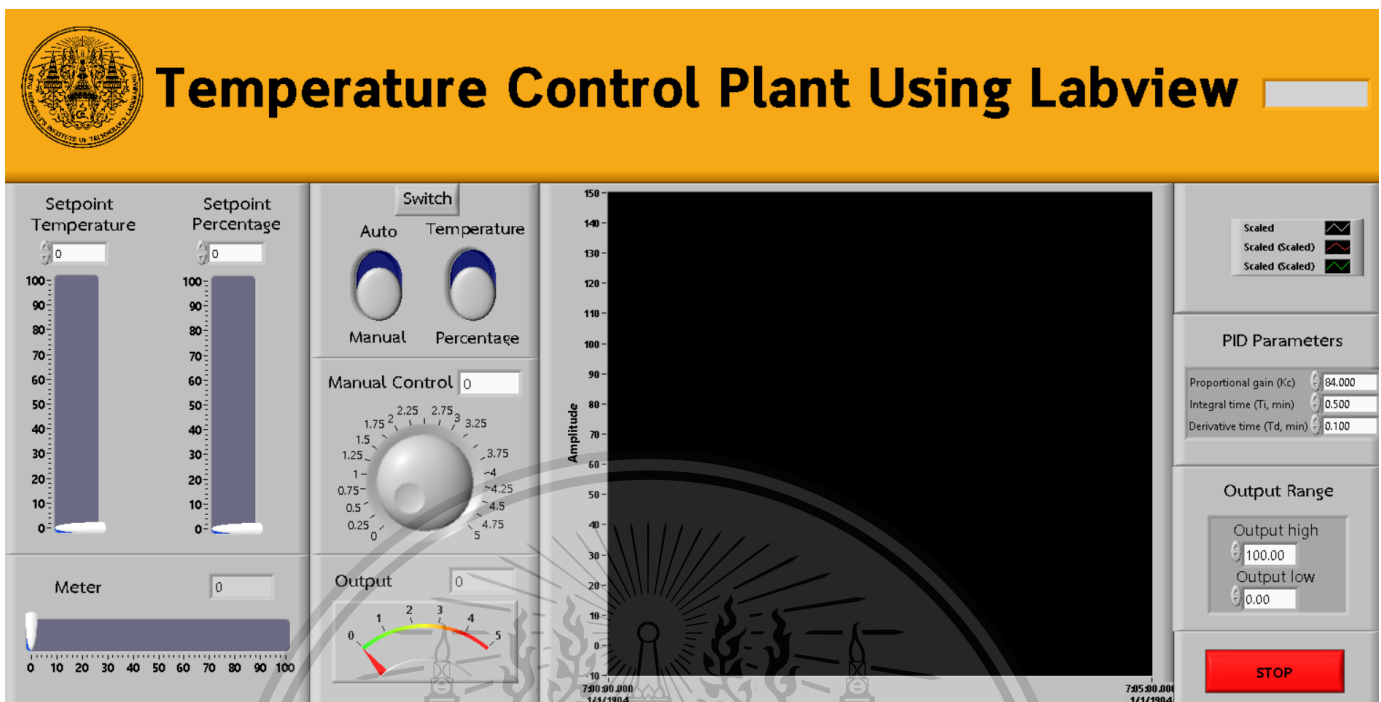 Temperature Control Plant Using Labview
Setpoint
Temperature
0
100
90
80
70
60
50
40
30
20
10
0
Setpoint
Percentage
0
100
90
80
70
60
50
40
30
20
10
0
Meter
0
0 10 20 30 40 50 60 70 80 90 100
Switch
Auto
Temperature
Manual
Percentage
Manual Control 0
0
0.25
0.5
0.75
1
1.25
1.5
1.75
2
2.25
2.75
3
3.25
3.75
4
4.25
4.5
4.75
5
Output
0
0 1 2 3 4 5
Amplitude
150
140
130
120
110
100
90
80
70
60
50
40
30
20
10
0
-10
7:00:00.000
1/1/1904
7:05:00.000
1/1/1904
Scaled
Scaled (Scaled)
Scaled (Scaled)
PID Parameters
Proportional gain (Kc) 84.000
Integral time (Ti, min) 0.500
Derivative time (Td, min) 0.100
Output Range
Output high
100.00
Output low
0.00
STOP